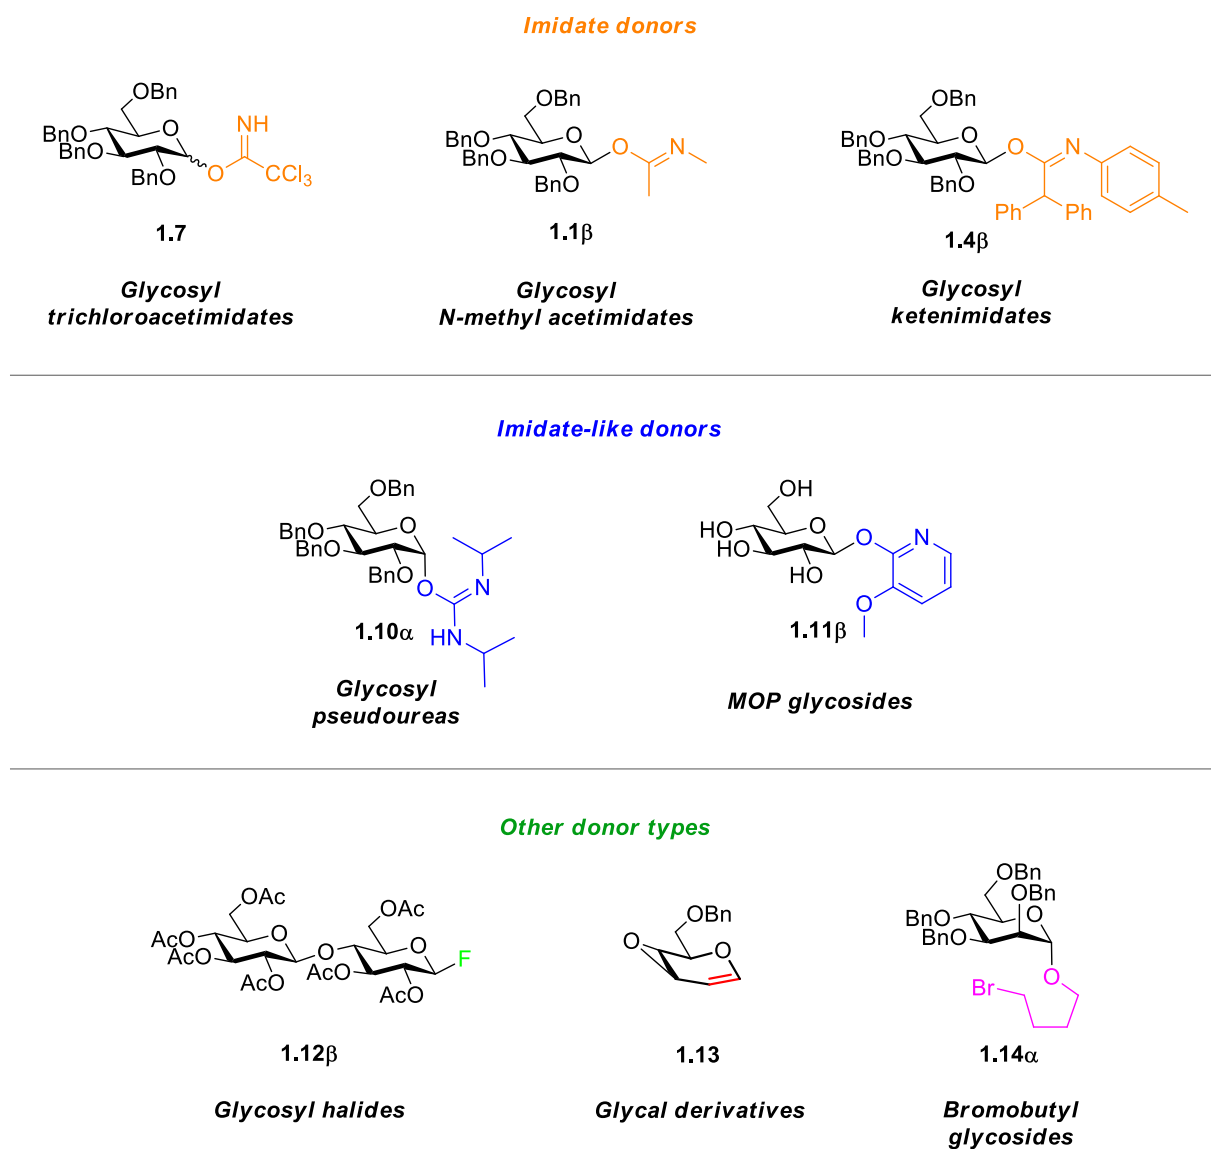 Imidate donors
OBn
BnO
BnO
BnO
O
O
NH
CCl3
1.7
Glycosyl
trichloroacetimidates
OBn
BnO
BnO
OBn
O
O
N
1.1β
Glycosyl
N-methyl acetimidates
OBn
BnO
BnO
OBn
O
O
N
Ph
Ph
1.4β
Glycosyl
ketenimidates
Imidate-like donors
OBn
BnO
BnO
BnO
O
O
N
HN
1.10α
Glycosyl
pseudoureas
OH
HO
HO
HO
O
O
N
O
1.11β
MOP glycosides
Other donor types
OAc
AcO
AcO
AcO
O
O
OAc
AcO
AcO
O
F
1.12β
Glycosyl halides
OBn
O
O
1.13
Glycal derivatives
OBn
OBn
BnO
BnO
O
O
Br
1.14α
Bromobutyl
glycosides